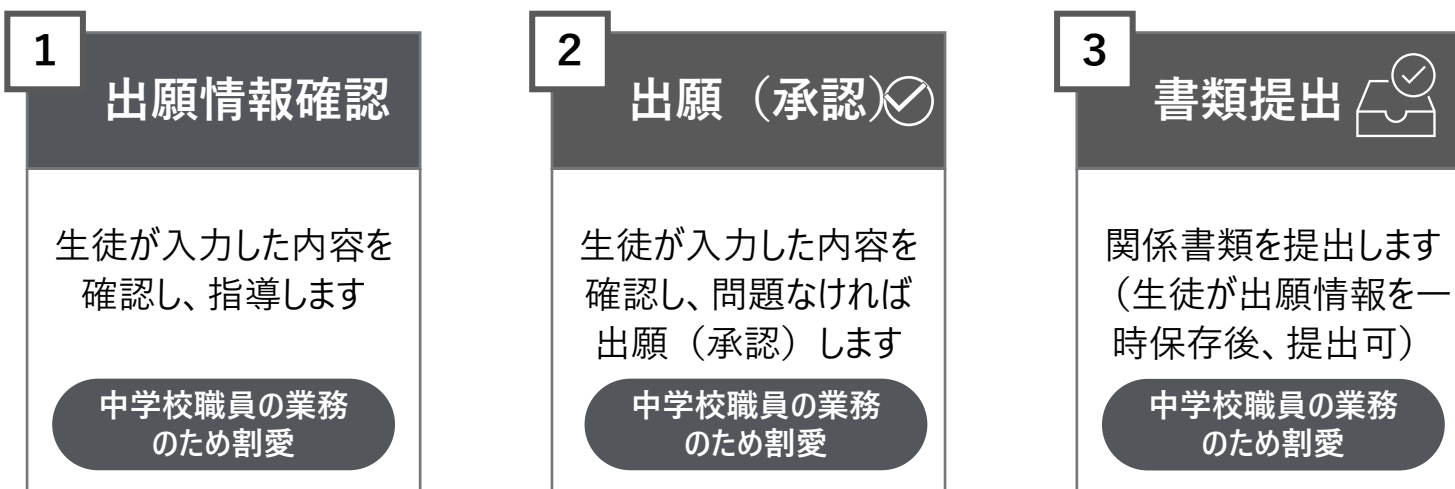 1
出願情報確認
生徒が入力した内容を
確認し、指導します
中学校職員の業務
のため割愛
2
出願（承認）
生徒が入力した内容を
確認し、問題なければ
出願（承認）します
中学校職員の業務
のため割愛
3
書類提出
関係書類を提出します
（生徒が出願情報を一
時保存後、提出可）
中学校職員の業務
のため割愛